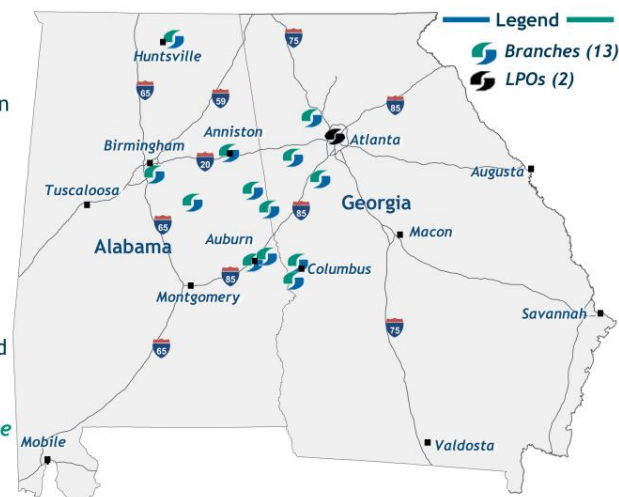 Legend
Branches (13)
LPOs (2)
Huntsville
75
65
59
85
n
Birmingham
Anniston
20
Atlanta
Augusta
Tuscaloosa
65
85
Georgia
Alabama
Auburn
Macon
85
Columbus
Montgomery
Savannah
65
75
d
e
Mobile
Valdosta